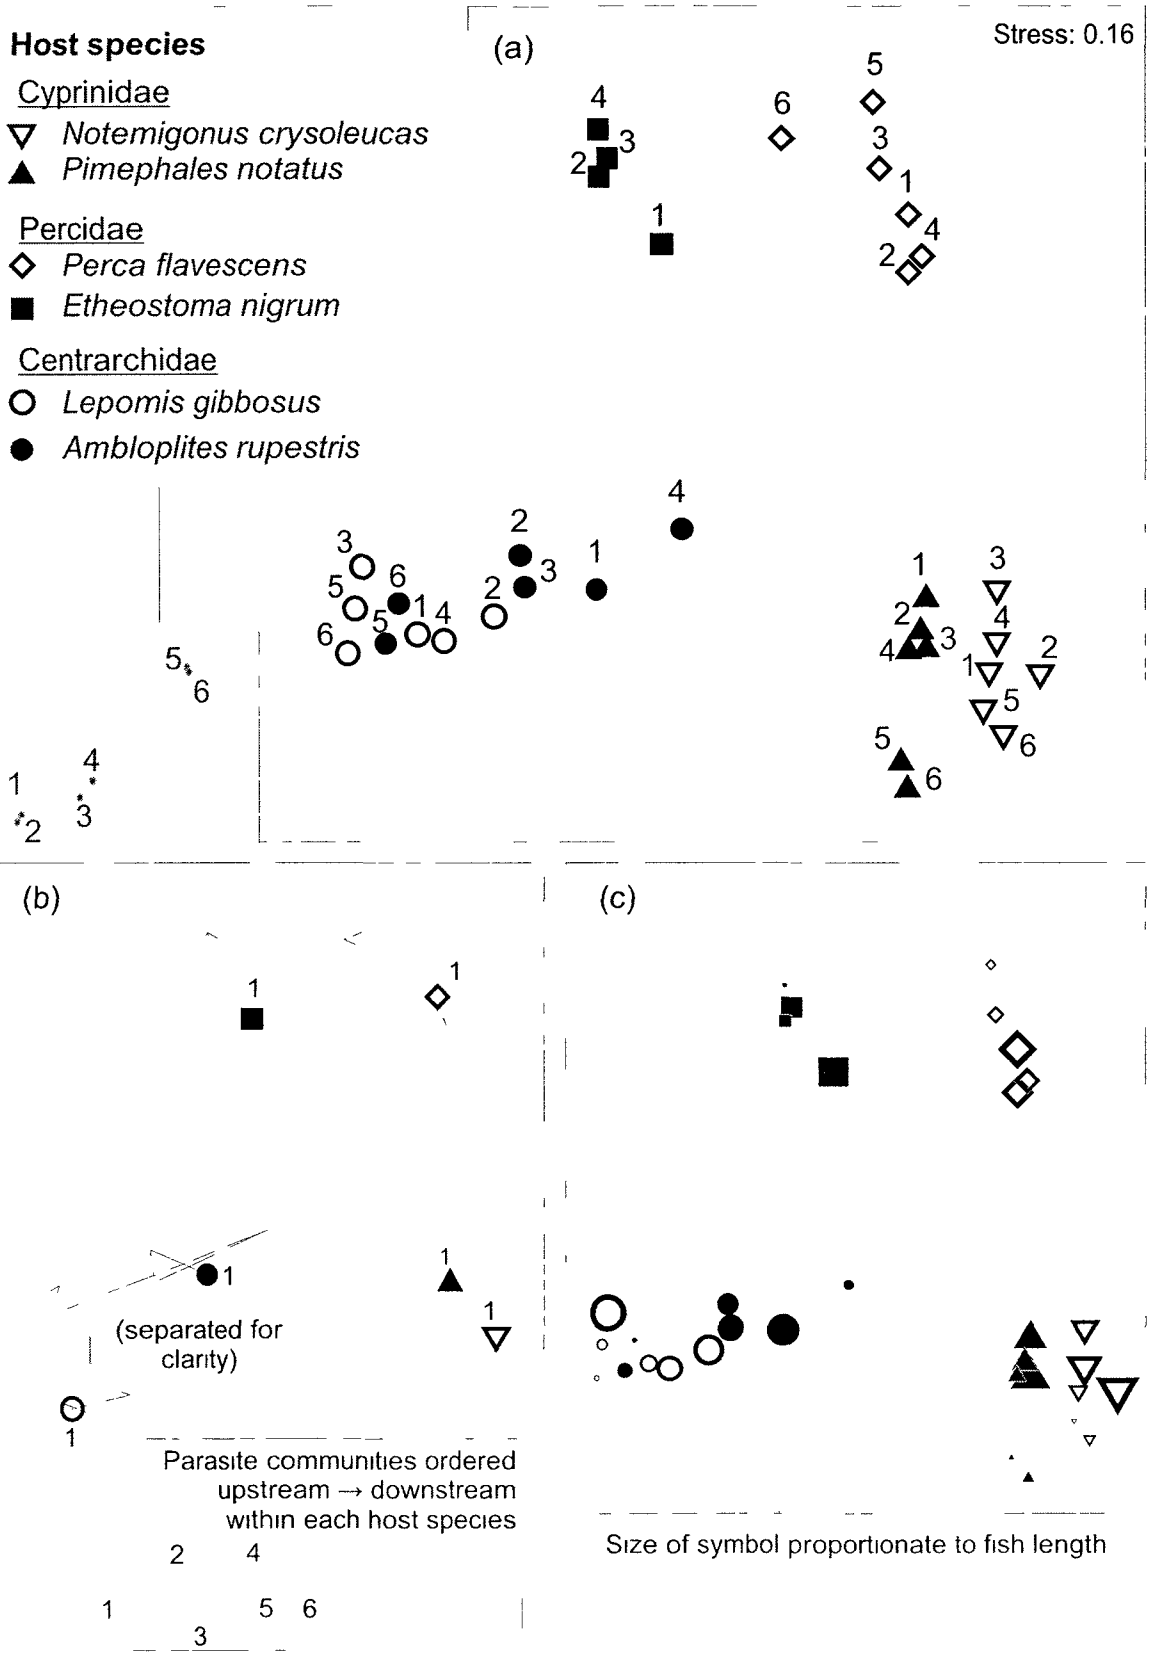 Host species
Cyprinidae
Notemigonus crysoleucas
Pimephales notatus
Percidae
Perca flavescens
Etheostoma nigrum
Centrarchidae
Lepomis gibbosus
Ambloplites rupestris
(a)
Stress: 0.16
5
4
6
3
3
2
1
1
4
2
4
3
2
1
3
5
6
2
1
4
5
6
1
3
2
4
3
4
1
2
5
6
5
6
5
6
4
1
3
2
(b)
1
1
1
1
1
(separated for
clarity)
1
Parasite communities ordered
upstream → downstream
within each host species
2 4
1 5 6
3
(c)
Size of symbol proportionate to fish length